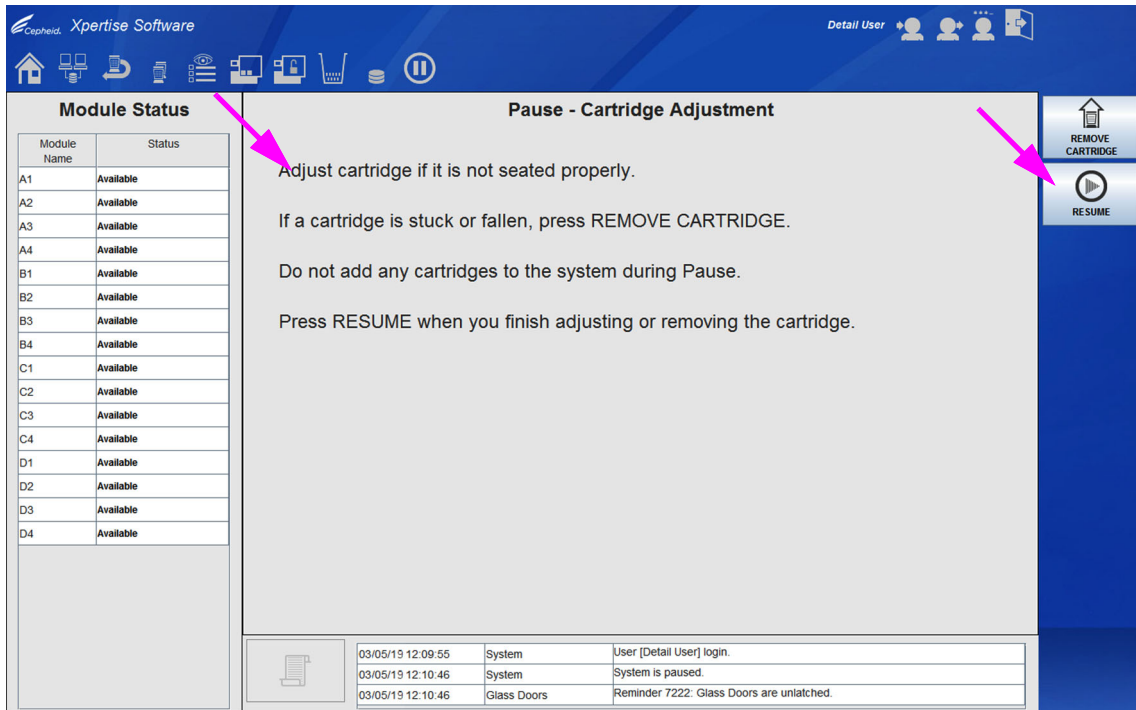 Cepheid. Xpertise Software
Detail User
Module Status
Module Name Status
A1 Available
A2 Available
A3 Available
A4 Available
B1 Available
B2 Available
B3 Available
B4 Available
C1 Available
C2 Available
C3 Available
C4 Available
D1 Available
D2 Available
D3 Available
D4 Available
Pause - Cartridge Adjustment
Adjust cartridge if it is not seated properly.
If a cartridge is stuck or fallen, press REMOVE CARTRIDGE.
Do not add any cartridges to the system during Pause.
Press RESUME when you finish adjusting or removing the cartridge.
REMOVE
CARTRIDGE
RESUME
03/05/19 12:09:55 System User [Detail User] login.
03/05/19 12:10:46 System System is paused.
03/05/19 12:10:46 Glass Doors Reminder 7222: Glass Doors are unlatched.